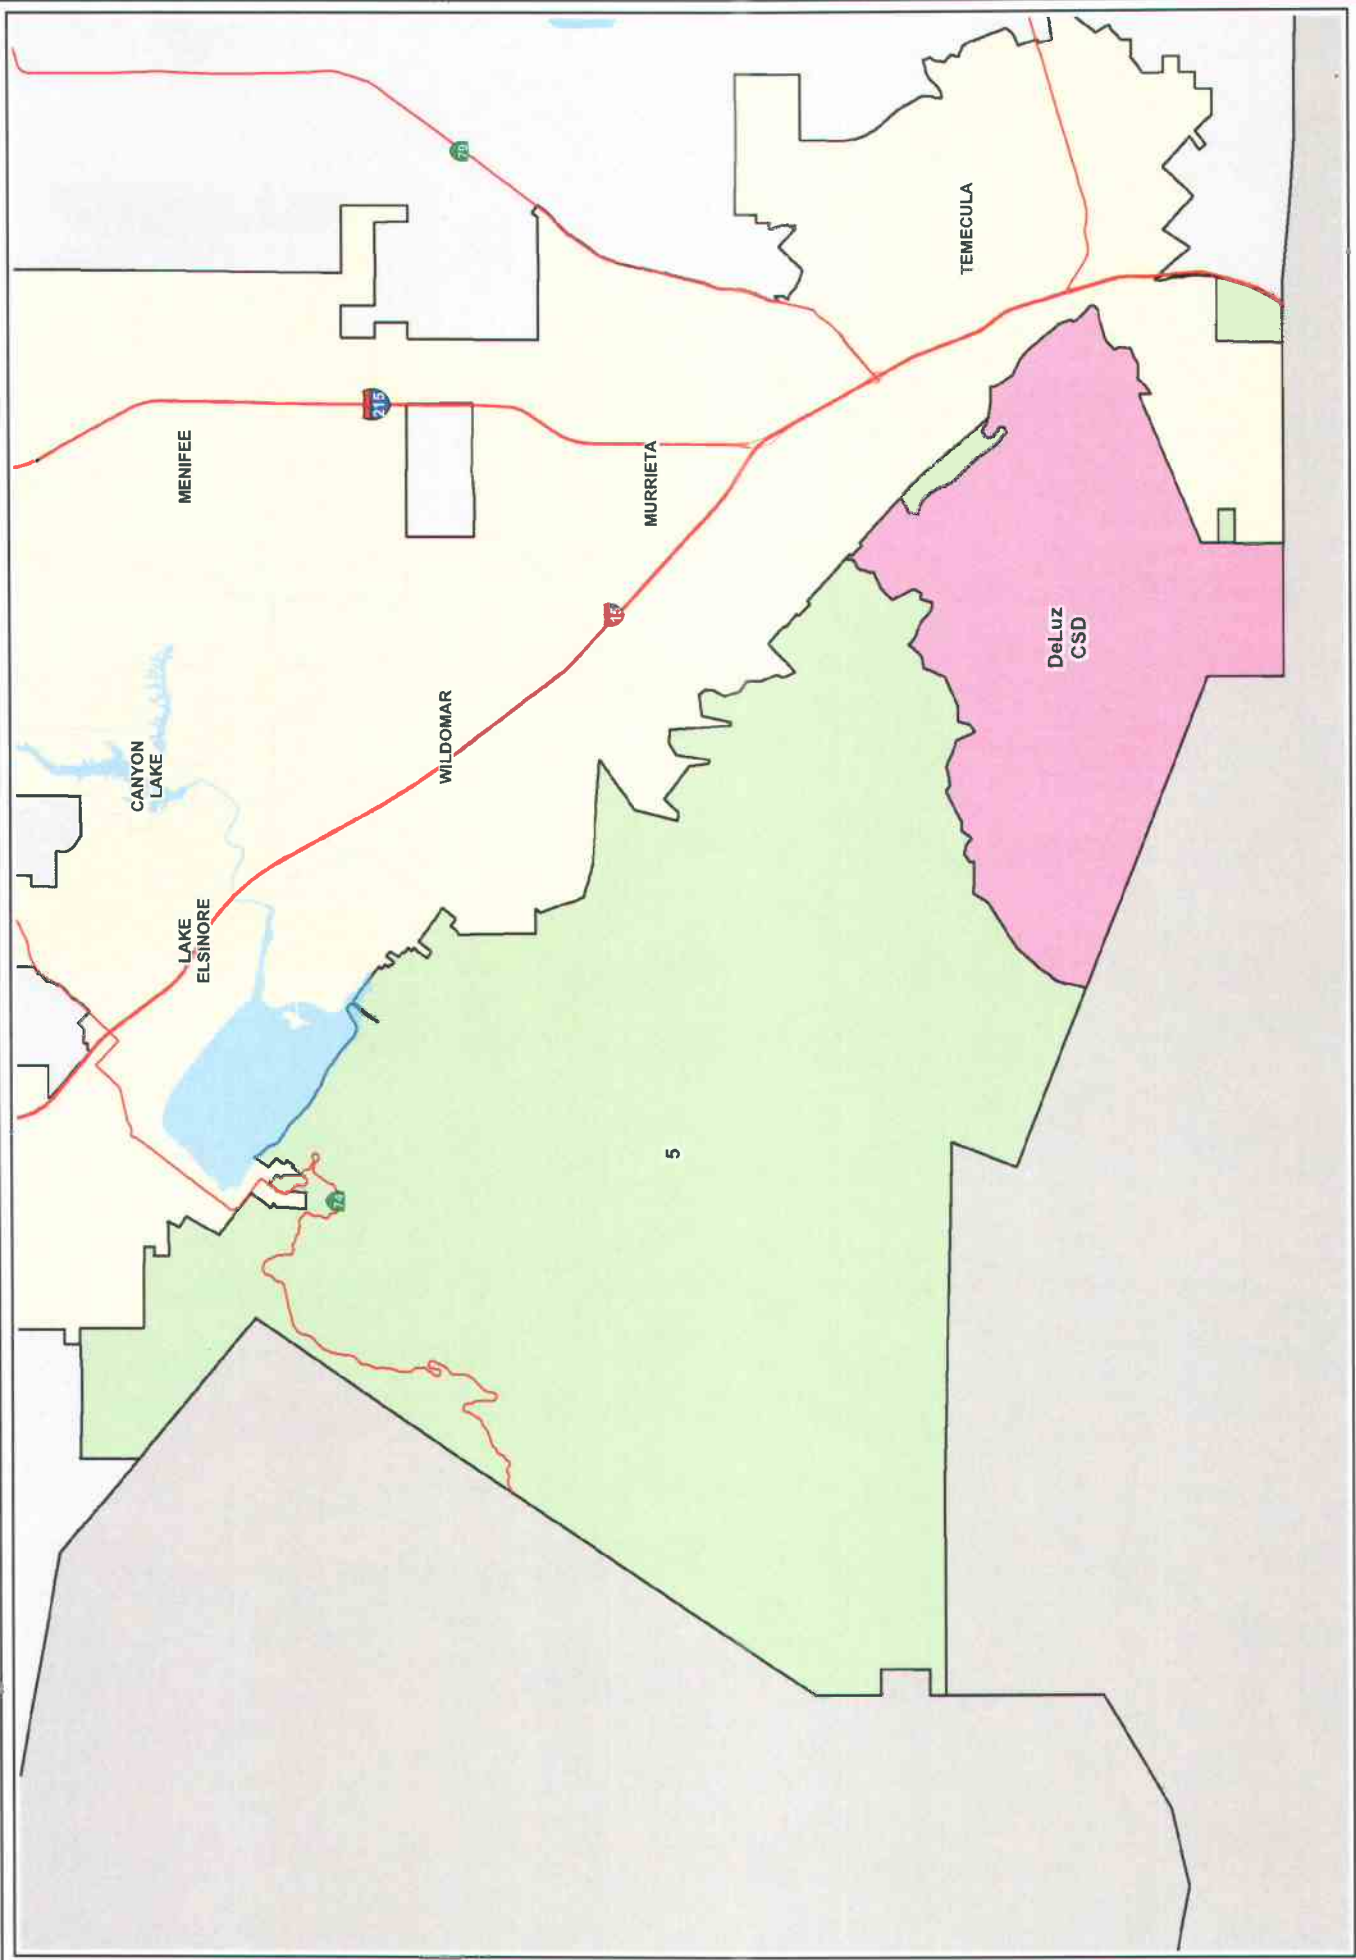 MENIFEE
CANYON
LAKE
LAKE
ELSINORE
WILDOMAR
MURRIETA
TEMECULA
DeLuz
CSD
5
79
215
15
74